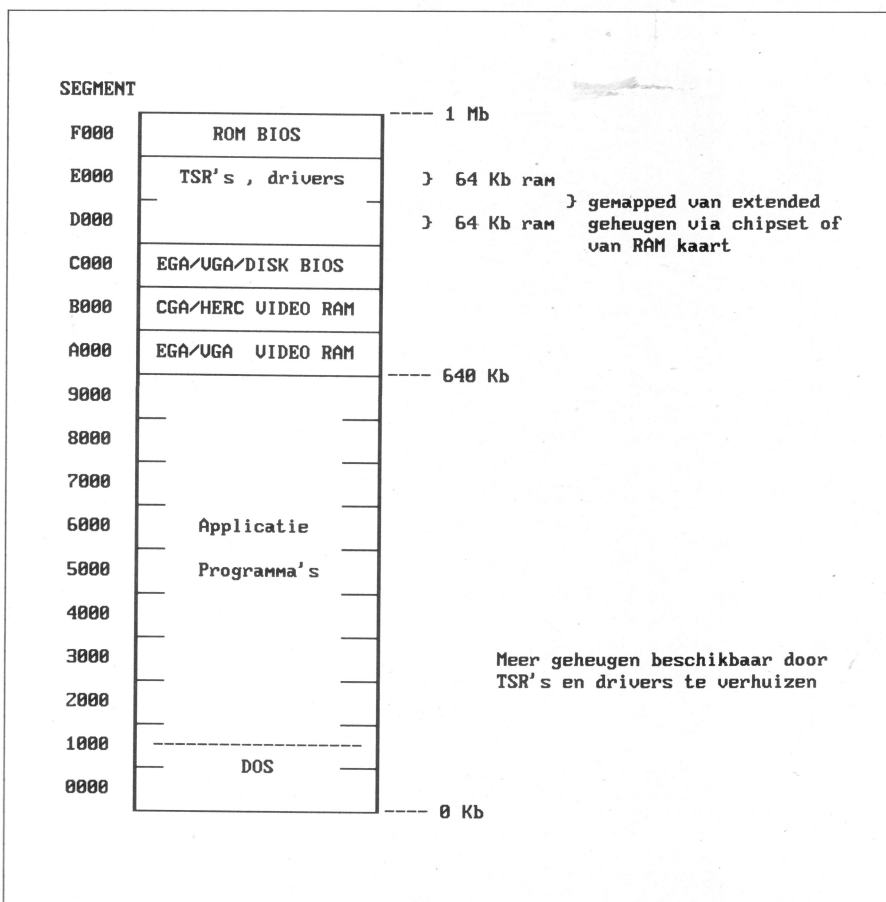 SEGMENT
---- 1 Mb
F000 ROM BIOS
E000 TSR's , drivers } 64 Kb ram
} gemapped van extended
D000 } 64 Kb ram geheugen via chipset of
van RAM kaart
C000 EGA/VGA/DISK BIOS
B000 CGA/HERC VIDEO RAM
A000 EGA/VGA VIDEO RAM
---- 640 Kb
9000
8000
7000
6000 Applicatie
5000 Programma's
4000
3000 Meer geheugen beschikbaar door
TSR's en drivers te verhuizen
2000
1000
DOS
0000
---- 0 Kb